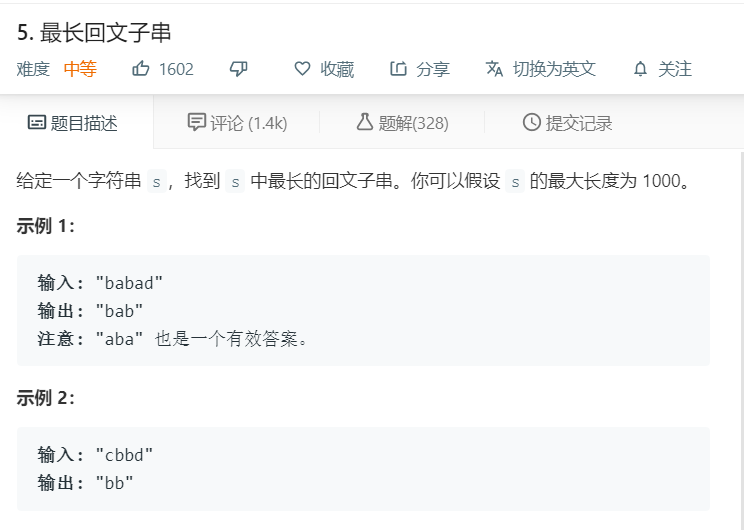 5. 最长回文子串
难度 中等 1602 收藏 分享 切换为英文 关注
题目描述 评论 (1.4k) 题解(328) 提交记录
给定一个字符串 s，找到 s 中最长的回文子串。你可以假设 s 的最大长度为 1000。
示例 1：
输入: "babad"
输出: "bab"
注意: "aba" 也是一个有效答案。
示例 2：
输入: "cbbd"
输出: "bb"